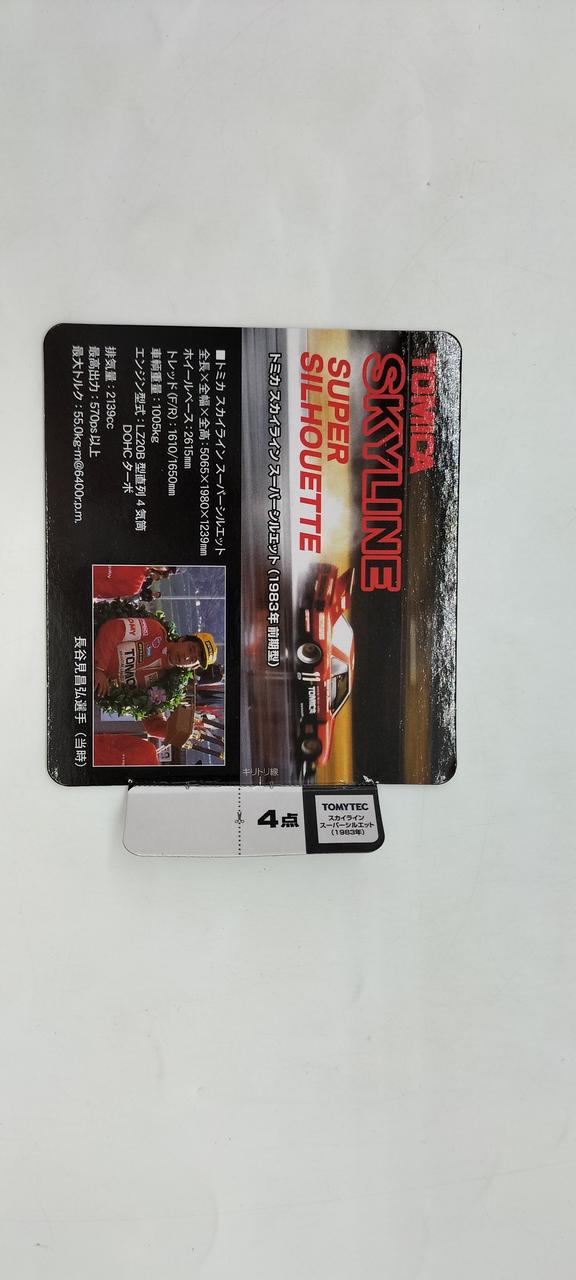 TOMICA
SKYLINE
SUPER
SILHOUETTE
トミカ スカイライン スーパーシルエット (1983年 前期型)
■トミカ スカイライン スーパーシルエット
全長×全幅×全高：5065×1980×1239mm
ホイールベース：2615mm
トレッド(F/R)：1610/1650mm
車輌重量：1005kg
エンジン型式：LZ20B 型直列 4 気筒
DOHCターボ
排気量：2139cc
最高出力：570ps以上
最大トルク：55.0kg-m@6400r.p.m.
長谷見昌弘選手（当時）
キリトリ線
TOMYTEC
スカイライン
スーパーシルエット
（1983年）
4点